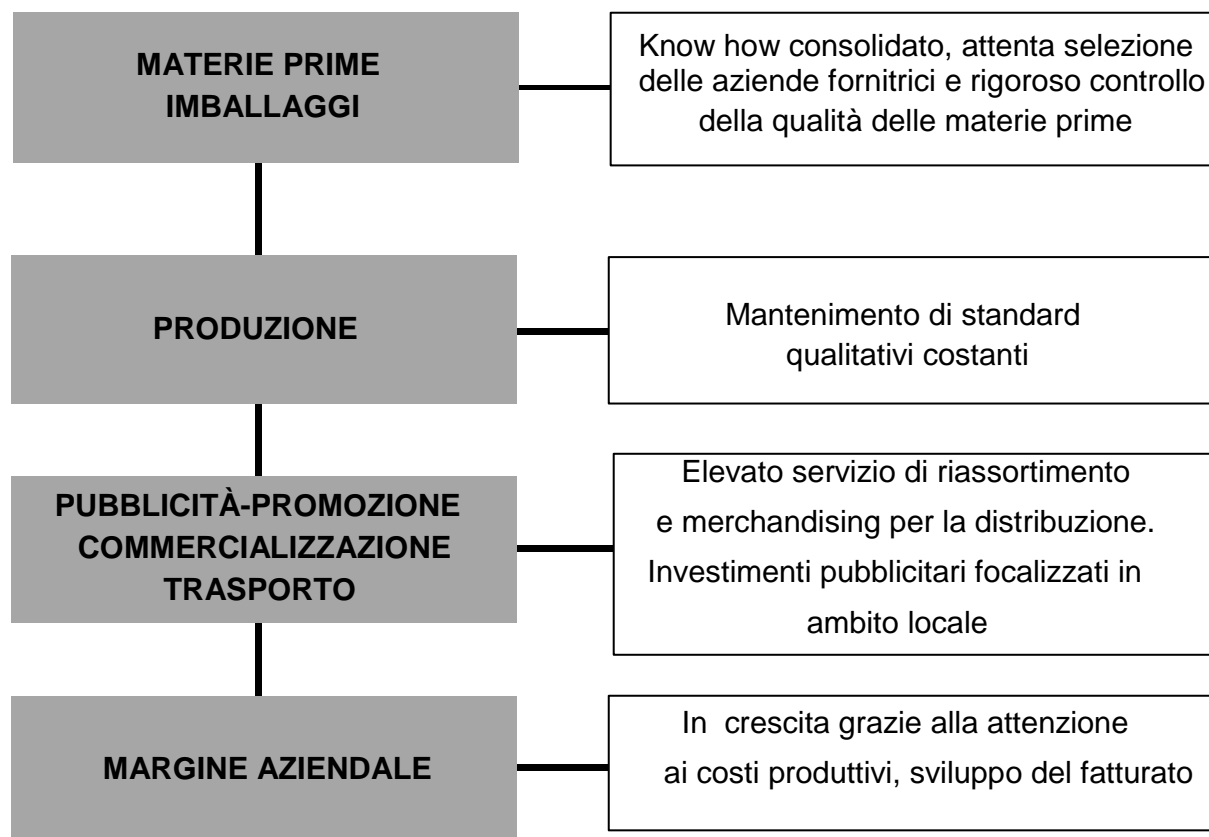 MATERIE PRIME
IMBALLAGGI
Know how consolidato, attenta selezione
delle aziende fornitrici e rigoroso controllo
della qualità delle materie prime
PRODUZIONE
Mantenimento di standard
qualitativi costanti
PUBBLICITÀ-PROMOZIONE
COMMERCIALIZZAZIONE
TRASPORTO
Elevato servizio di riassortimento
e merchandising per la distribuzione.
Investimenti pubblicitari focalizzati in
ambito locale
MARGINE AZIENDALE
In crescita grazie alla attenzione
ai costi produttivi, sviluppo del fatturato